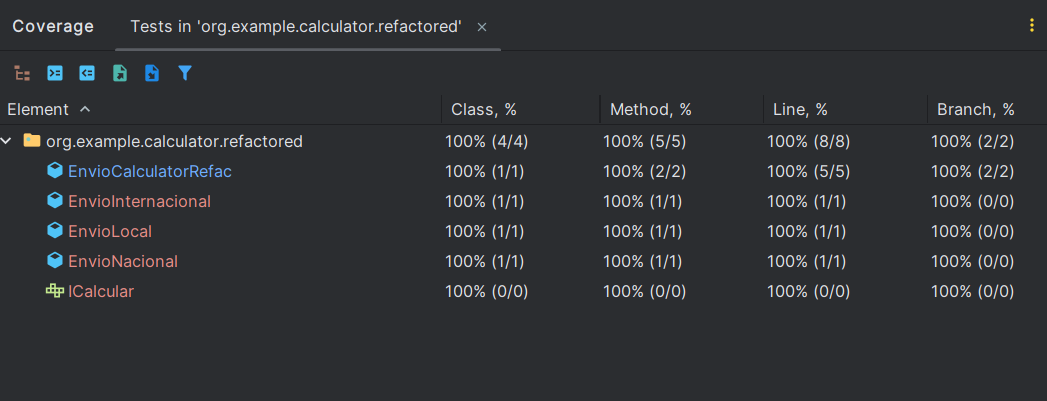 Coverage Tests in 'org.example.calculator.refactored' ×
Element Class, % Method, % Line, % Branch, %
org.example.calculator.refactored 100% (4/4) 100% (5/5) 100% (8/8) 100% (2/2)
EnvioCalculatorRefac 100% (1/1) 100% (2/2) 100% (5/5) 100% (2/2)
EnvioInternacional 100% (1/1) 100% (1/1) 100% (1/1) 100% (0/0)
EnvioLocal 100% (1/1) 100% (1/1) 100% (1/1) 100% (0/0)
EnvioNacional 100% (1/1) 100% (1/1) 100% (1/1) 100% (0/0)
ICalcular 100% (0/0) 100% (0/0) 100% (0/0) 100% (0/0)